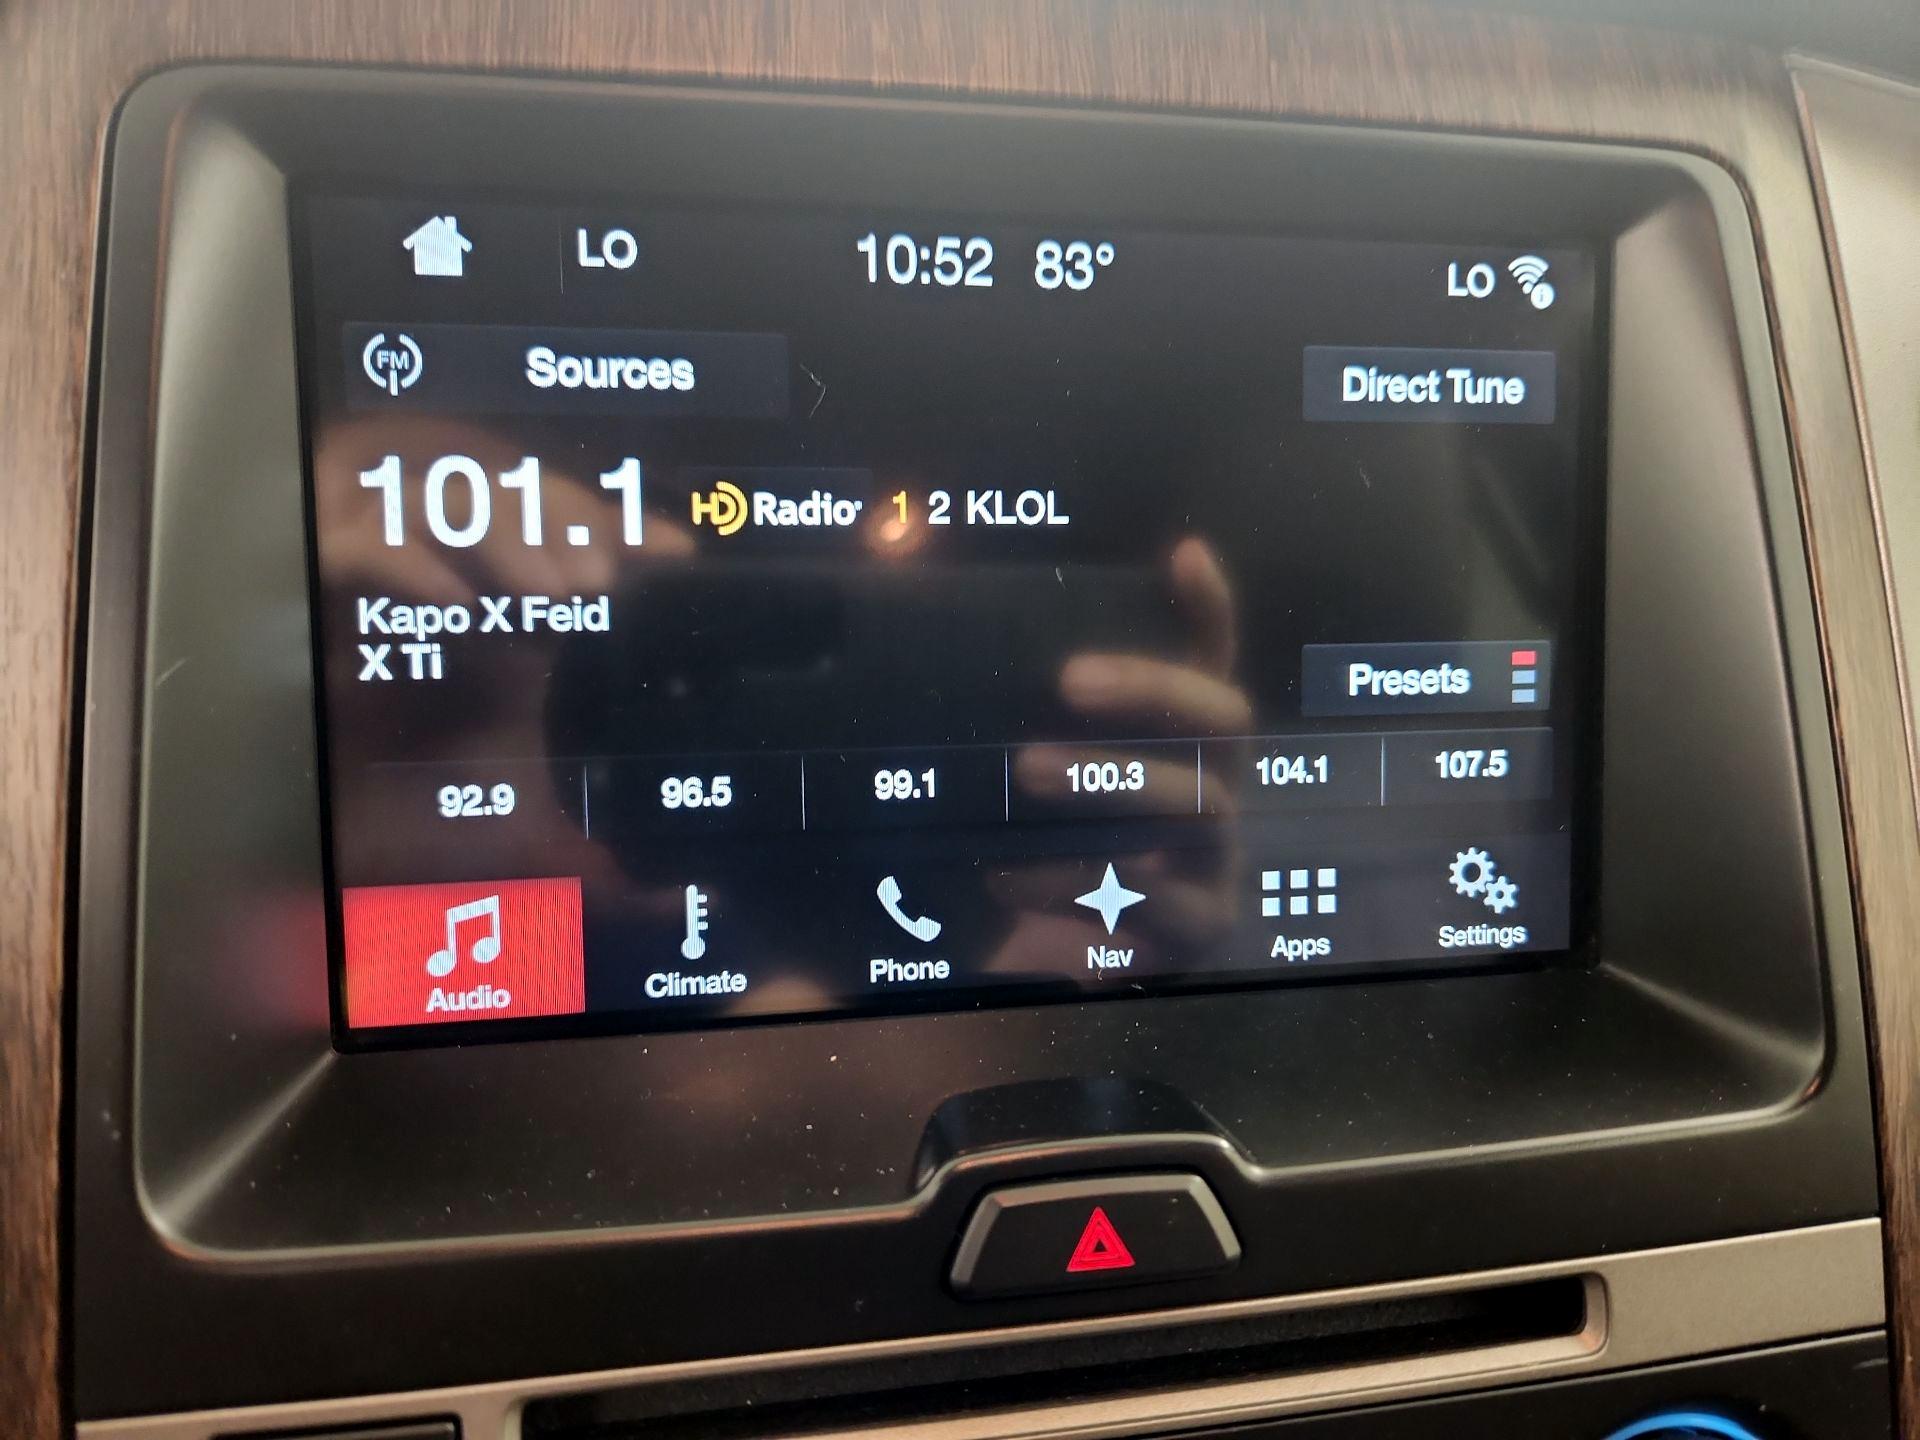 LO 10:52 83° LO
FM Sources Direct Tune
101.1 HD Radio 1 2 KLOL
Kapo X Feid
X Ti
Presets
92.9 96.5 99.1 100.3 104.1 107.5
Audio Climate Phone Nav Apps Settings